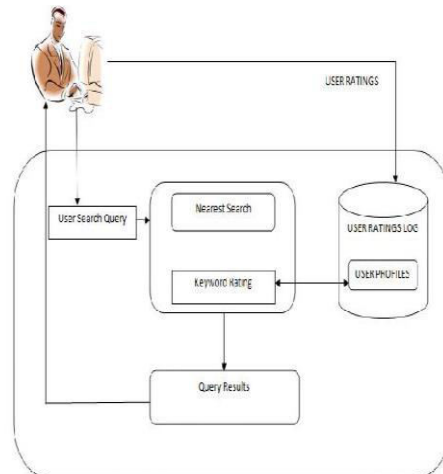 USER RATINGS
Nearest Search
User Search Query
USER RATINGS LOG
Keyword Rating
USER PROFILES
Query Results